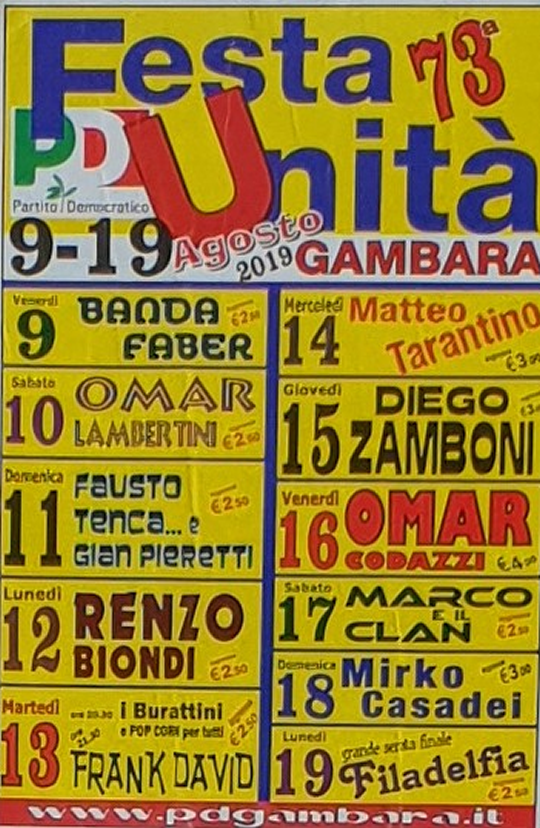 Festa 73ª
Unità
PD
Partito Democratico
9-19 Agosto 2019 GAMBARA
Venerdì
9 BANDA FABER
€ 2,50
Sabato
10 OMAR LAMBERTINI
€ 2,50
Domenica
11 FAUSTO TENCA... e GIAN PIERETTI
€ 2,50
Lunedì
12 RENZO BIONDI
€ 2,50
Martedì
13 ore 20.30 i Burattini
e POP CORN per tutti
€ 2,50
ore 21.30 FRANK DAVID
Mercoledì
14 Matteo Tarantino
€ 3,00
Giovedì
15 DIEGO ZAMBONI
Venerdì
16 OMAR CODAZZI
€ 4,00
Sabato
17 MARCO E IL CLAN
€ 2,50
Domenica
18 Mirko Casadei
€ 3,00
Lunedì
19 grande serata finale
Filadelfia
€ 2,50
www.pdgambara.it